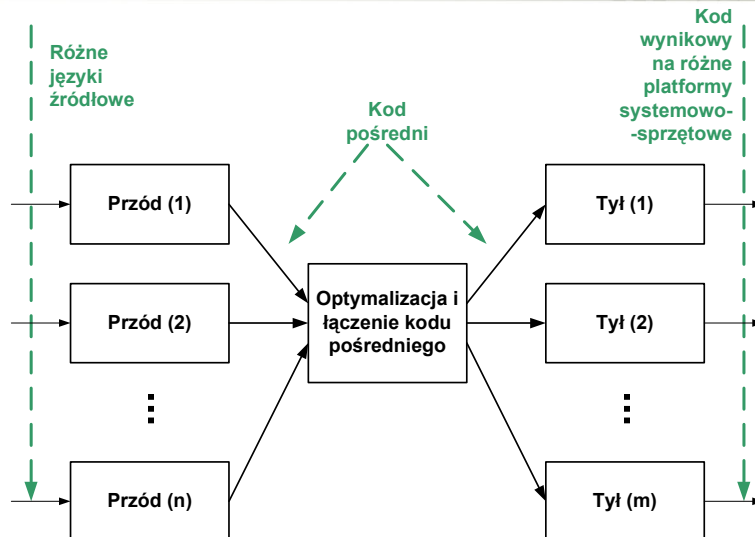 Różne
języki
źródłowe
Kod
pośredni
Kod
wynikowy
na różne
platformy
systemowo-
-sprzętowe
Przód (1)
Tył (1)
Optymalizacja i
łączenie kodu
pośredniego
Przód (2)
Tył (2)
Przód (n)
Tył (m)